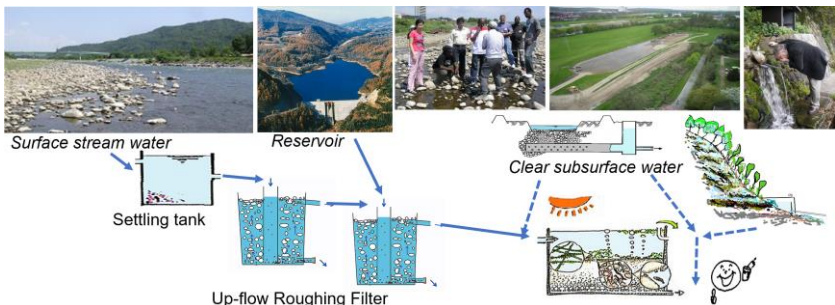 Surface stream water
Reservoir
Clear subsurface water
Settling tank
Up-flow Roughing Filter